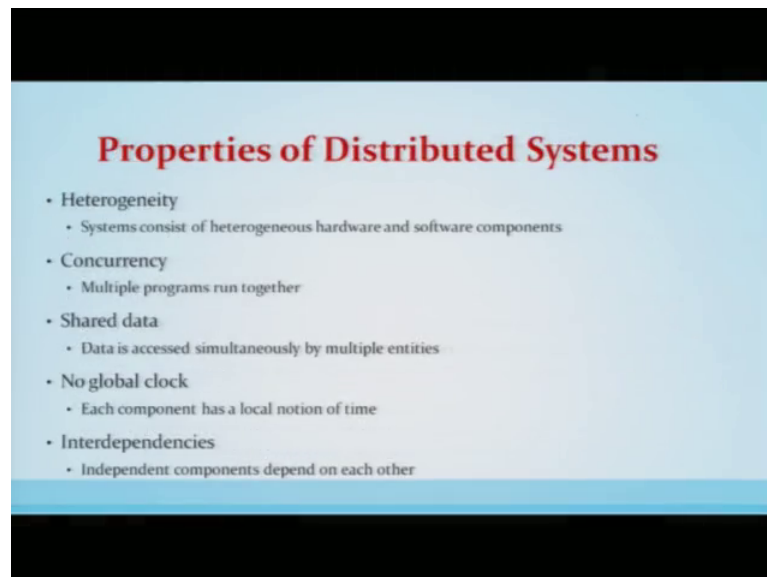 Properties of Distributed Systems
• Heterogeneity
• Systems consist of heterogeneous hardware and software components
• Concurrency
• Multiple programs run together
• Shared data
• Data is accessed simultaneously by multiple entities
• No global clock
• Each component has a local notion of time
• Interdependencies
• Independent components depend on each other